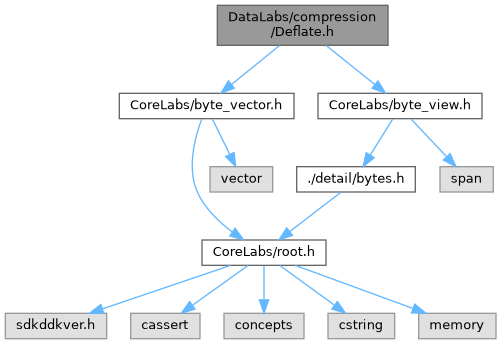 DataLabs/compression
/Deflate.h
CoreLabs/byte_vector.h
CoreLabs/byte_view.h
vector
./detail/bytes.h
span
CoreLabs/root.h
sdkddkver.h
cassert
concepts
cstring
memory